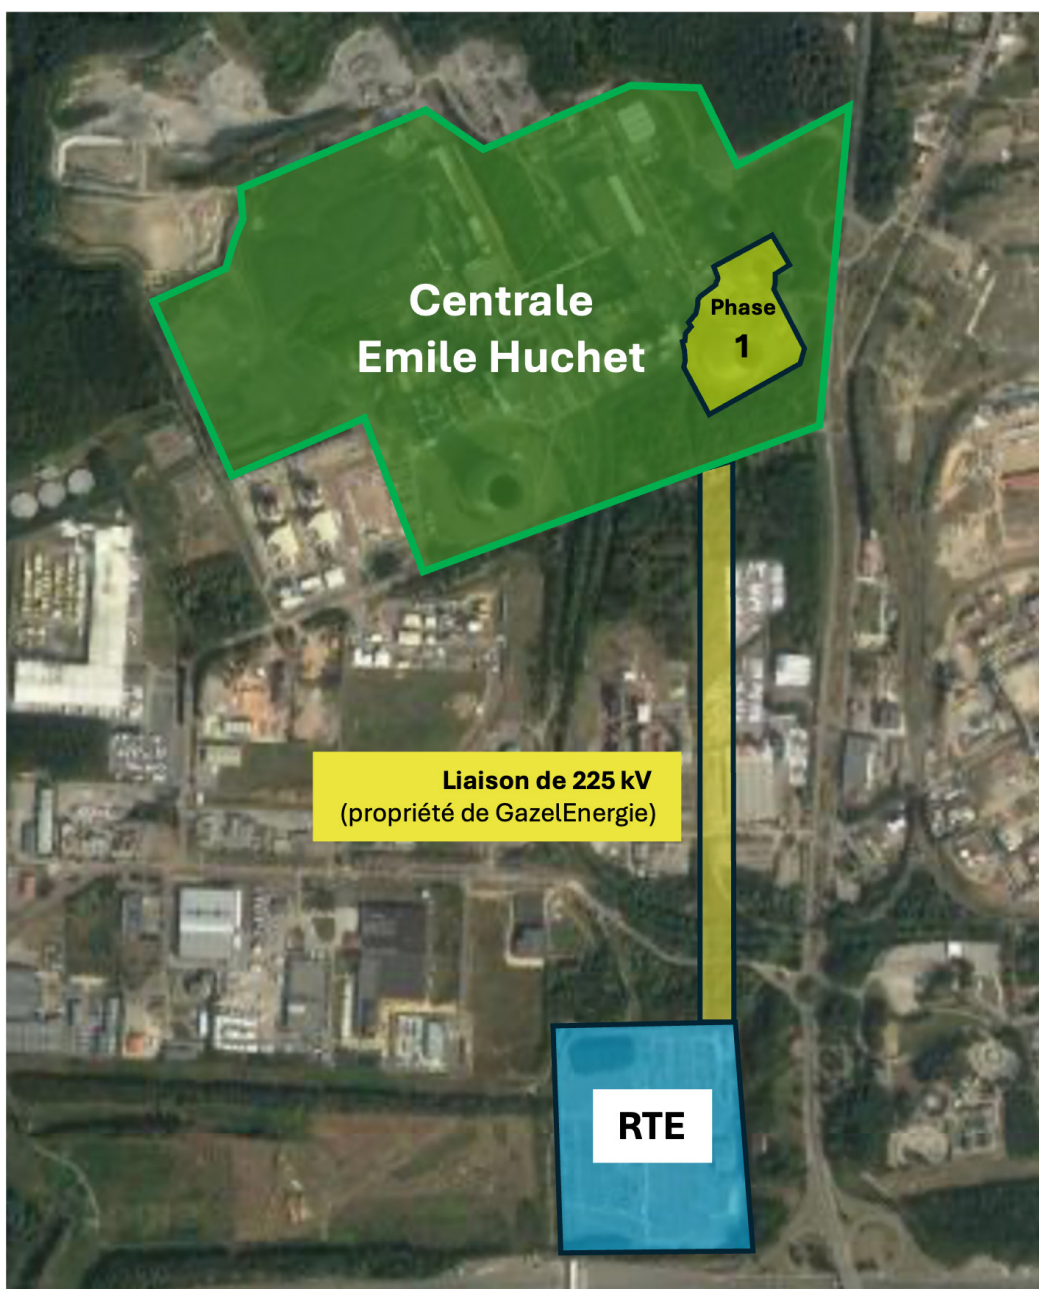 Centrale
Emile Huchet
Phase
1
Liaison de 225 kV
(propriété de GazelEnergie)
RTE